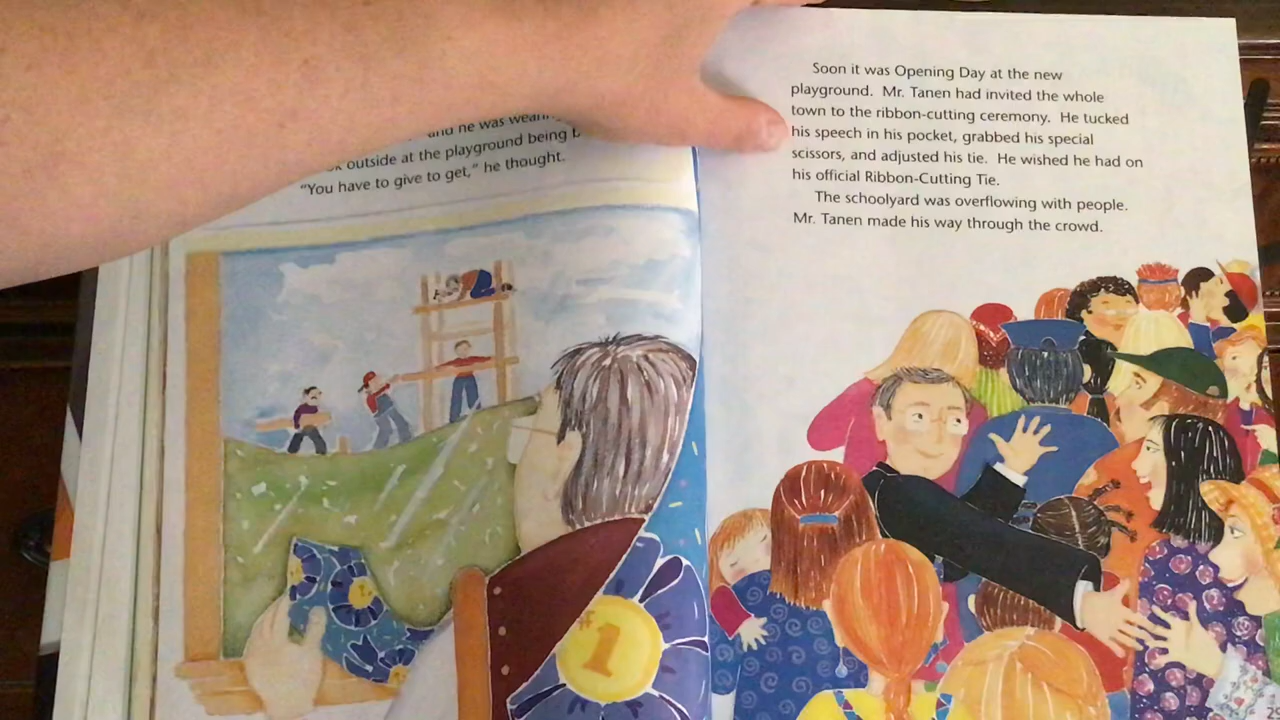 and he was
outside at the playground being
"You have to give to get," he thought.
#1
Soon it was Opening Day at the new
playground. Mr. Tanen had invited the whole
town to the ribbon-cutting ceremony. He tucked
his speech in his pocket, grabbed his special
scissors, and adjusted his tie. He wished he had on
his official Ribbon-Cutting Tie.
The schoolyard was overflowing with people.
Mr. Tanen made his way through the crowd.